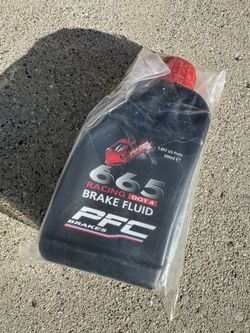 1.057 US Pints
500ml e
665
RACING DOT 4
BRAKE FLUID
PFC
BRAKES